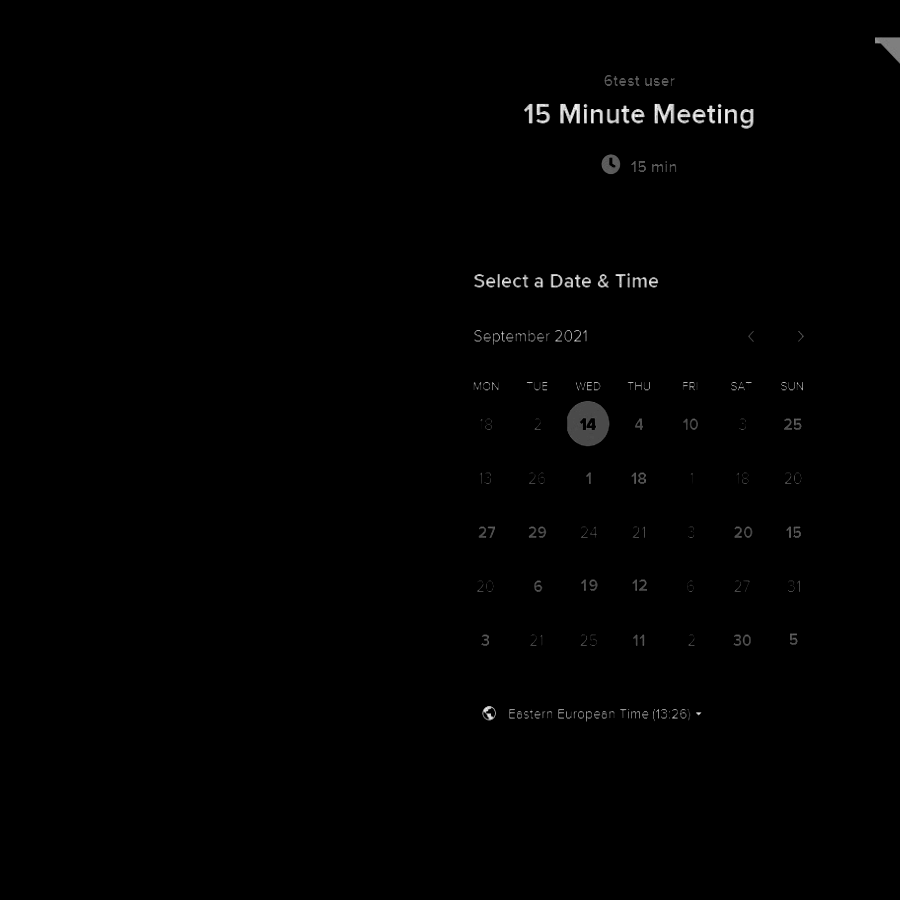 6test user
15 Minute Meeting
15 min
Select a Date & Time
September 2021
MON TUE WED THU FRI SAT SUN
18 2 14 4 10 3 25
13 26 1 18 1 18 20
27 29 24 21 3 20 15
20 6 19 12 6 27 31
3 21 25 11 2 30 5
Eastern European Time (13:26)